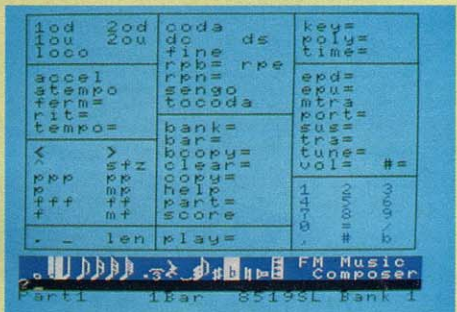 1od 2od
1ou 2ou
loco
accel
atempo
ferm=
rit=
tempo=
< >
^ sfz
ppp pp
p mp
fff ff
f mf
. _ len
coda
dc ds
fine
rpb= rpe
rpn=
sengo
tocoda
bank=
bar=
bcopy=
clear=
copy=
help
part=
score
play=
key=
poly=
time=
epd=
epu=
mtra
port=
sus=
tra=
tune=
vol= #=
1 2 3
4 5 6
7 8 9
0 = /
, # b
FM Music
Composer
Part1 1Bar 8519SL Bank 1